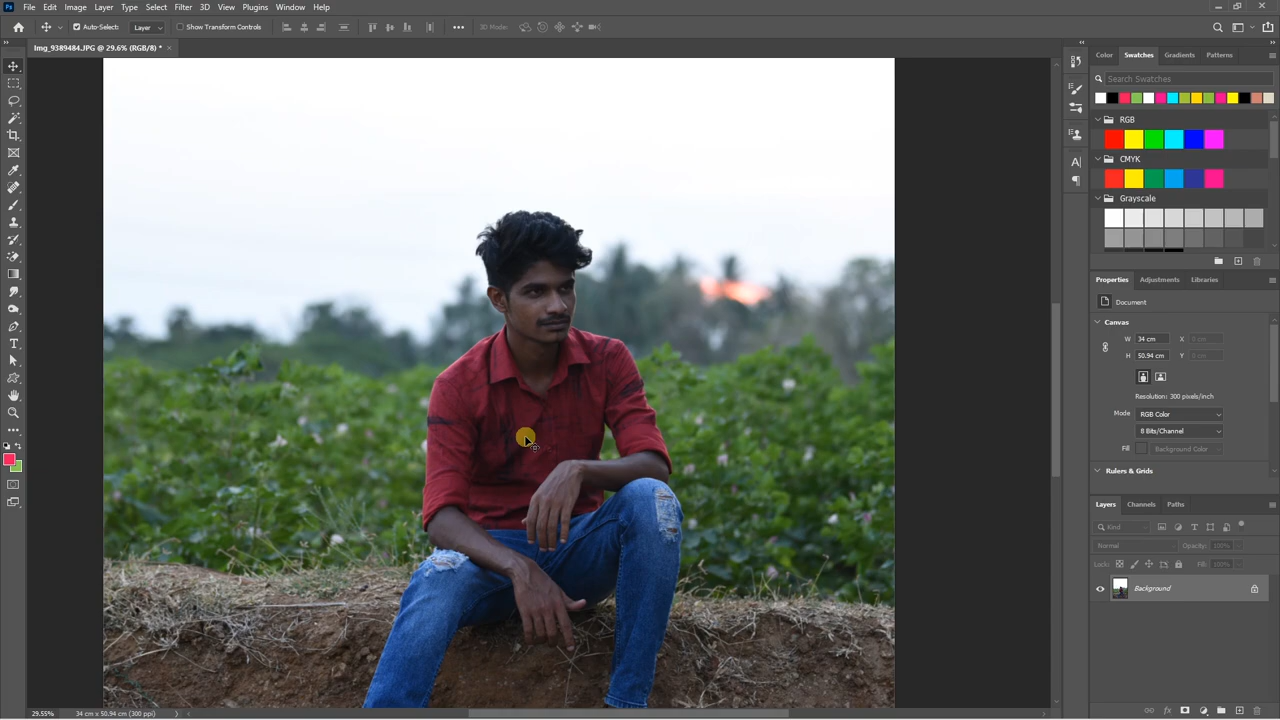 Ps File Edit Image Layer Type Select Filter 3D View Plugins Window Help
Auto-Select: Layer Show Transform Controls 3D Mode:
Img_9389484.JPG @ 29.6% (RGB/8) * ×
Color Swatches Gradients Patterns
Search Swatches
RGB
CMYK
Grayscale
Properties Adjustments Libraries
Document
Canvas
W 34 cm X 0 cm
H 50.94 cm Y 0 cm
Resolution: 300 pixels/inch
Mode RGB Color
8 Bits/Channel
Fill Background Color
Rulers & Grids
Layers Channels Paths
Kind
Normal Opacity: 100%
Lock: Fill: 100%
Background
29.55% 34 cm x 50.94 cm (300 ppi)